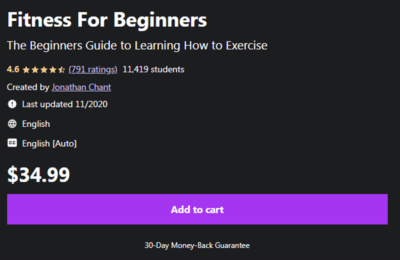 Fitness For Beginners
The Beginners Guide to Learning How to Exercise
4.6 (791 ratings) 11,419 students
Created by Jonathan Chant
Last updated 11/2020
English
CC English [Auto]
$34.99
Add to cart
30-Day Money-Back Guarantee